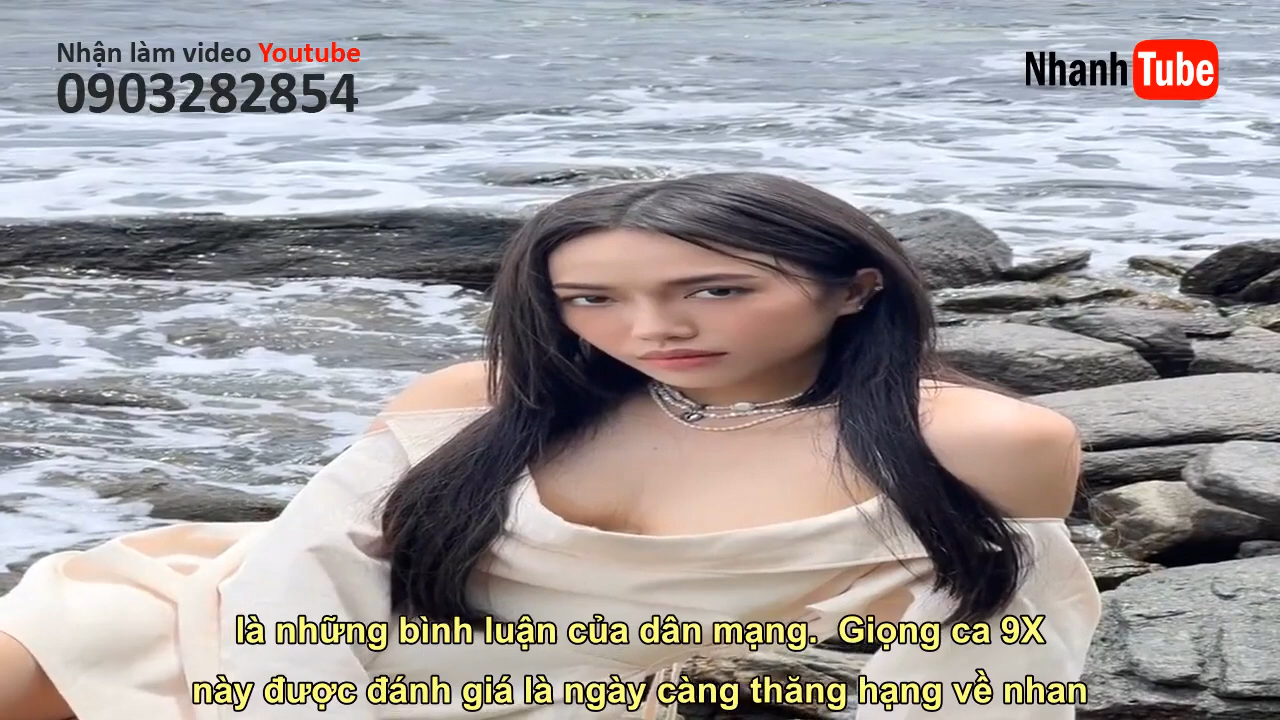 Nhận làm video Youtube
0903282854
Nhanh Tube
là những bình luận của dân mạng. Giọng ca 9X
này được đánh giá là ngày càng thăng hạng về nhan